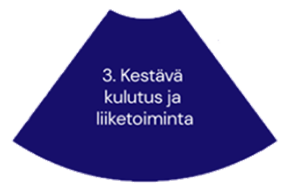 3. Kestävä
kulutus ja
liiketoiminta